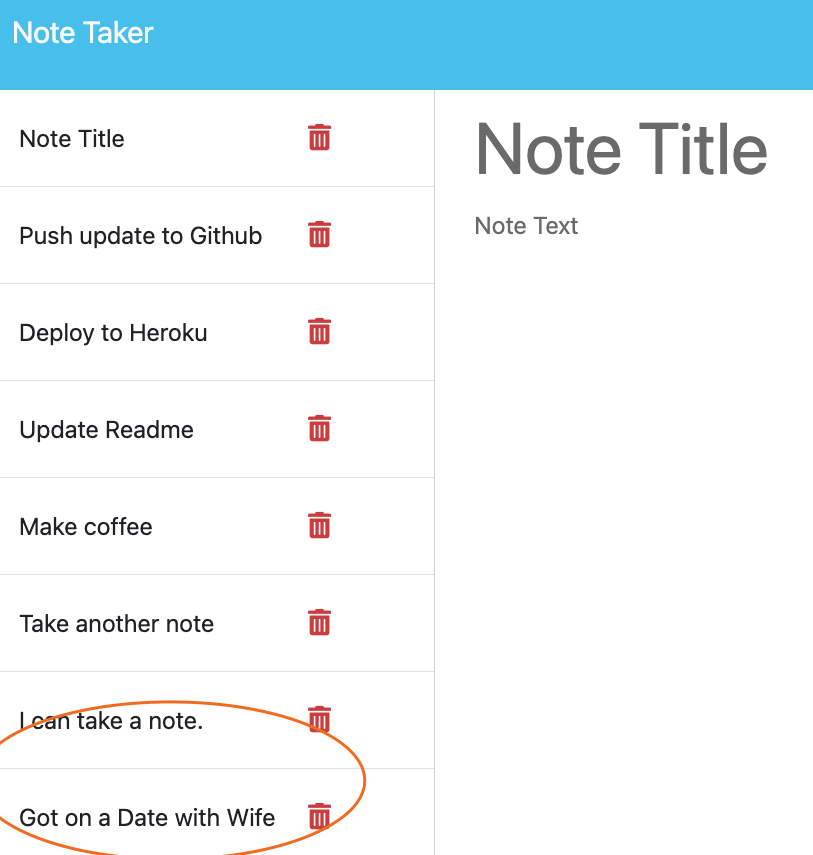 Note Taker
Note Title
Push update to Github
Deploy to Heroku
Update Readme
Make coffee
Take another note
I can take a note.
Got on a Date with Wife
Note Title
Note Text